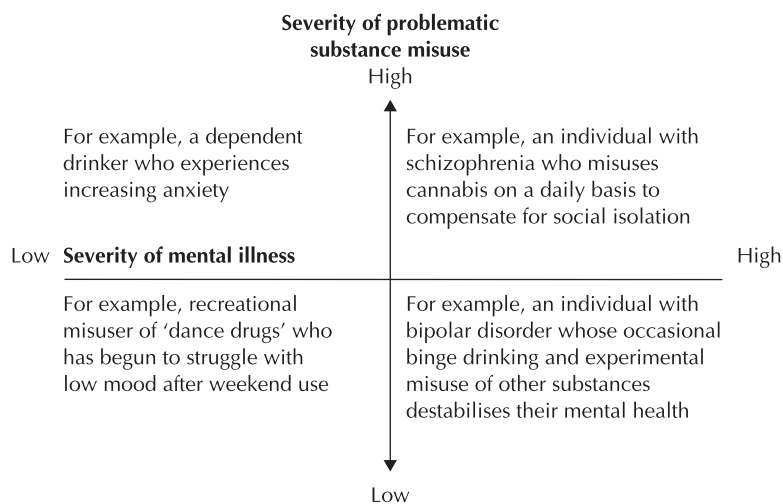 Severity of problematic
substance misuse
High
For example, a dependent
drinker who experiences
increasing anxiety
For example, an individual with
schizophrenia who misuses
cannabis on a daily basis to
compensate for social isolation
Low
Severity of mental illness
High
For example, recreational
misuser of ‘dance drugs’ who
has begun to struggle with
low mood after weekend use
For example, an individual with
bipolar disorder whose occasional
binge drinking and experimental
misuse of other substances
destabilises their mental health
Low